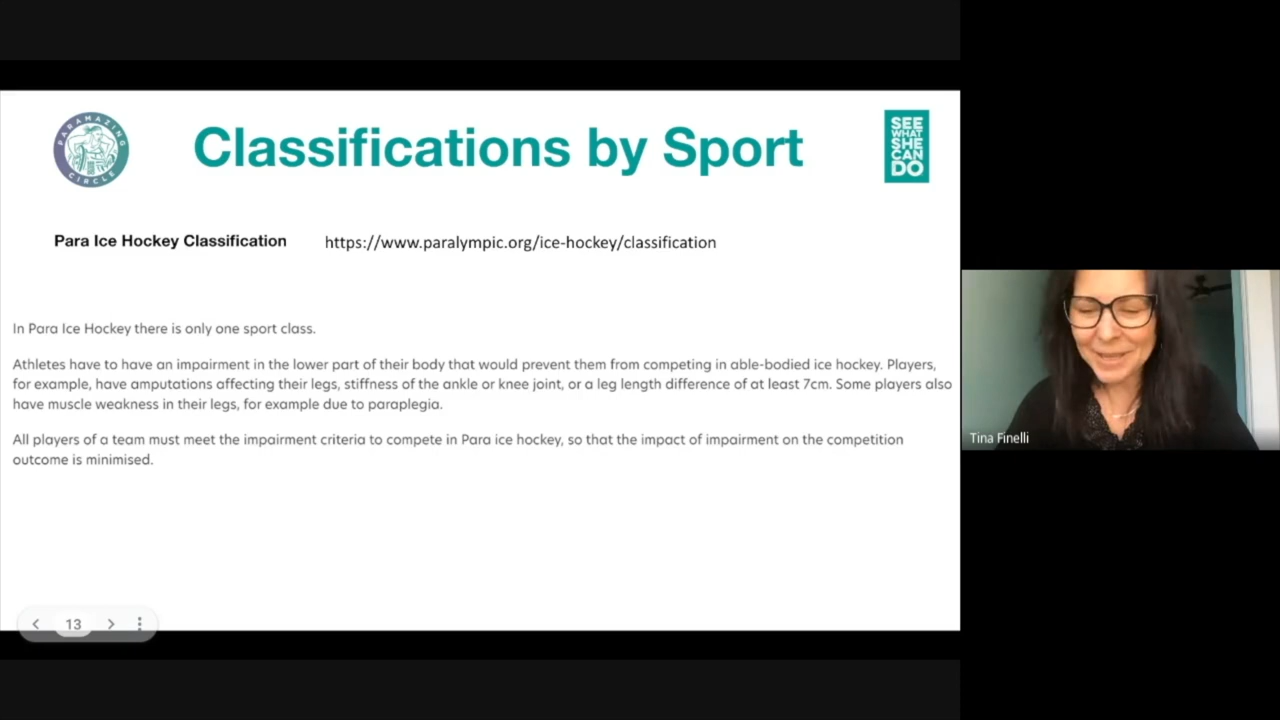 PARAMAZING
CIRCLE
Classifications by Sport
SEE
WHAT
SHE
CAN
DO
Para Ice Hockey Classification https://www.paralympic.org/ice-hockey/classification
In Para Ice Hockey there is only one sport class.
Athletes have to have an impairment in the lower part of their body that would prevent them from competing in able-bodied ice hockey. Players,
for example, have amputations affecting their legs, stiffness of the ankle or knee joint, or a leg length difference of at least 7cm. Some players also
have muscle weakness in their legs, for example due to paraplegia.
All players of a team must meet the impairment criteria to compete in Para ice hockey, so that the impact of impairment on the competition
outcome is minimised.
Tina Finelli
13